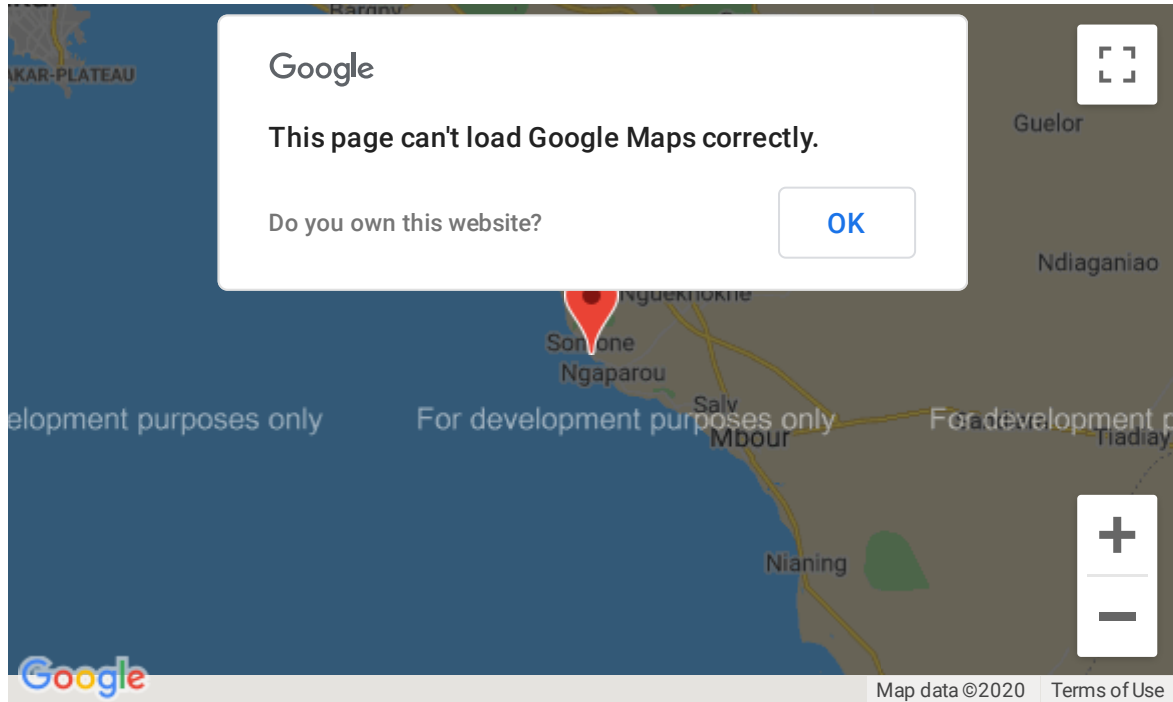 Bargny
KAR-PLATEAU
Google
This page can't load Google Maps correctly.
Do you own this website?
OK
Guelor
Ndiaganiao
Nguekhokhe
Somone
Ngaparou
Saly
elopment purposes only
For development purposes only
For development p
Mbour
Tiadiay
Nianing
Google
Map data ©2020
Terms of Use